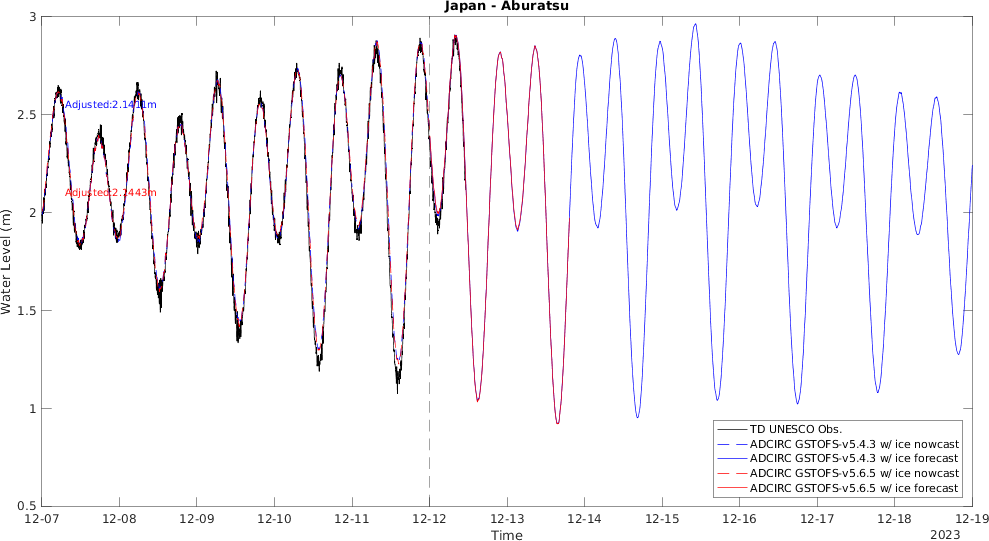 Japan - Aburatsu
Water Level (m)
3
2.5
2
1.5
1
0.5
Adjusted:2.1411m
Adjusted:2.1443m
TD UNESCO Obs.
ADCIRC GSTOFS-v5.4.3 w/ ice nowcast
ADCIRC GSTOFS-v5.4.3 w/ ice forecast
ADCIRC GSTOFS-v5.6.5 w/ ice nowcast
ADCIRC GSTOFS-v5.6.5 w/ ice forecast
12-07 12-08 12-09 12-10 12-11 12-12 12-13 12-14 12-15 12-16 12-17 12-18 12-19
Time
2023